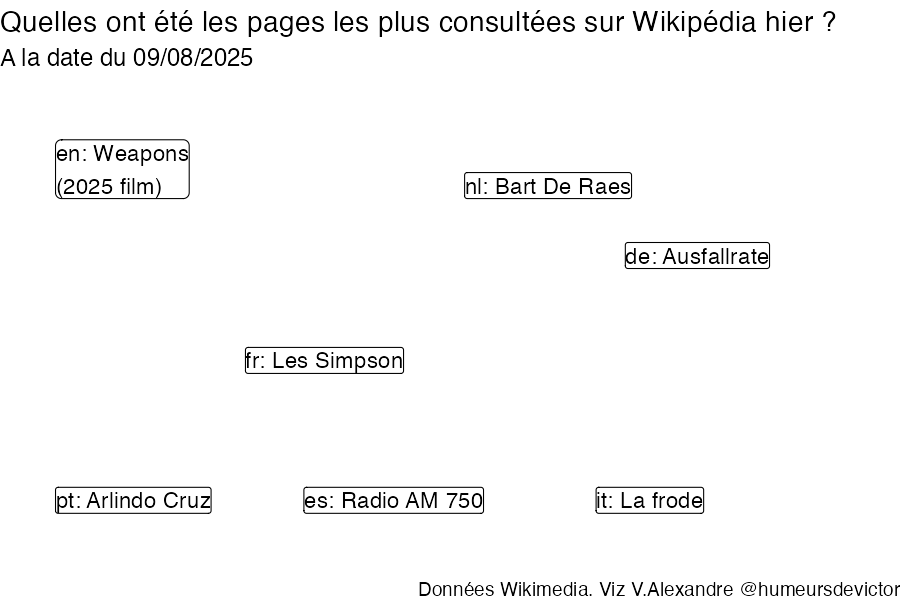 Quelles ont été les pages les plus consultées sur Wikipédia hier ?
A la date du 09/08/2025
en: Weapons
(2025 film)
nl: Bart De Raes
de: Ausfallrate
fr: Les Simpson
pt: Arlindo Cruz
es: Radio AM 750
it: La frode
Données Wikimedia. Viz V.Alexandre @humeursdevictor